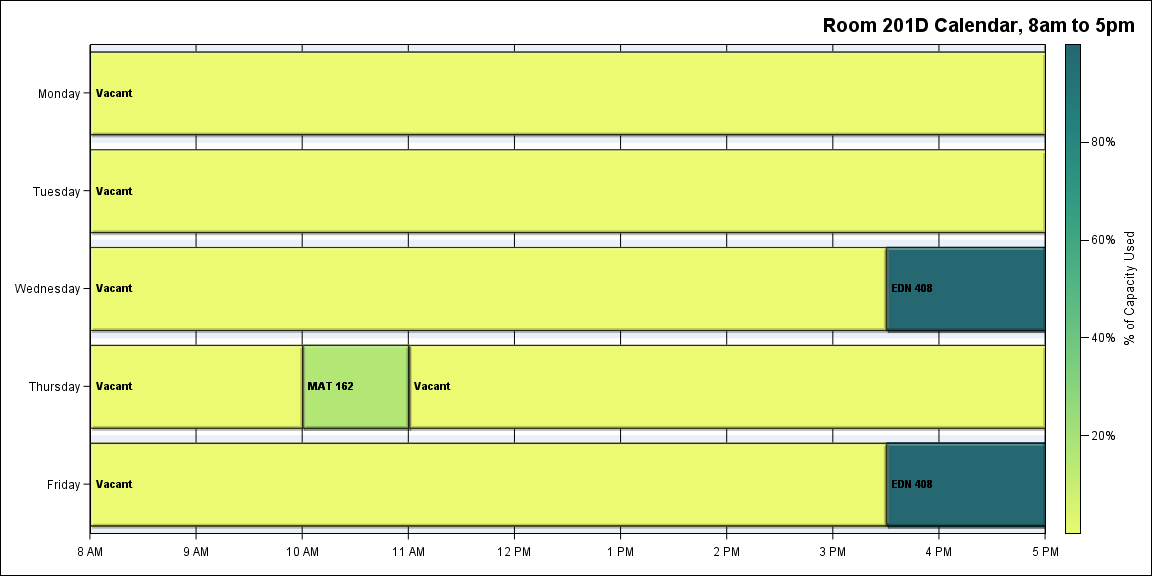 Room 201D Calendar, 8am to 5pm
Monday
Vacant
Tuesday
Vacant
Wednesday
Vacant
EDN 408
Thursday
Vacant
MAT 162
Vacant
Friday
Vacant
EDN 408
8 AM
9 AM
10 AM
11 AM
12 PM
1 PM
2 PM
3 PM
4 PM
5 PM
80%
60%
40%
20%
% of Capacity Used